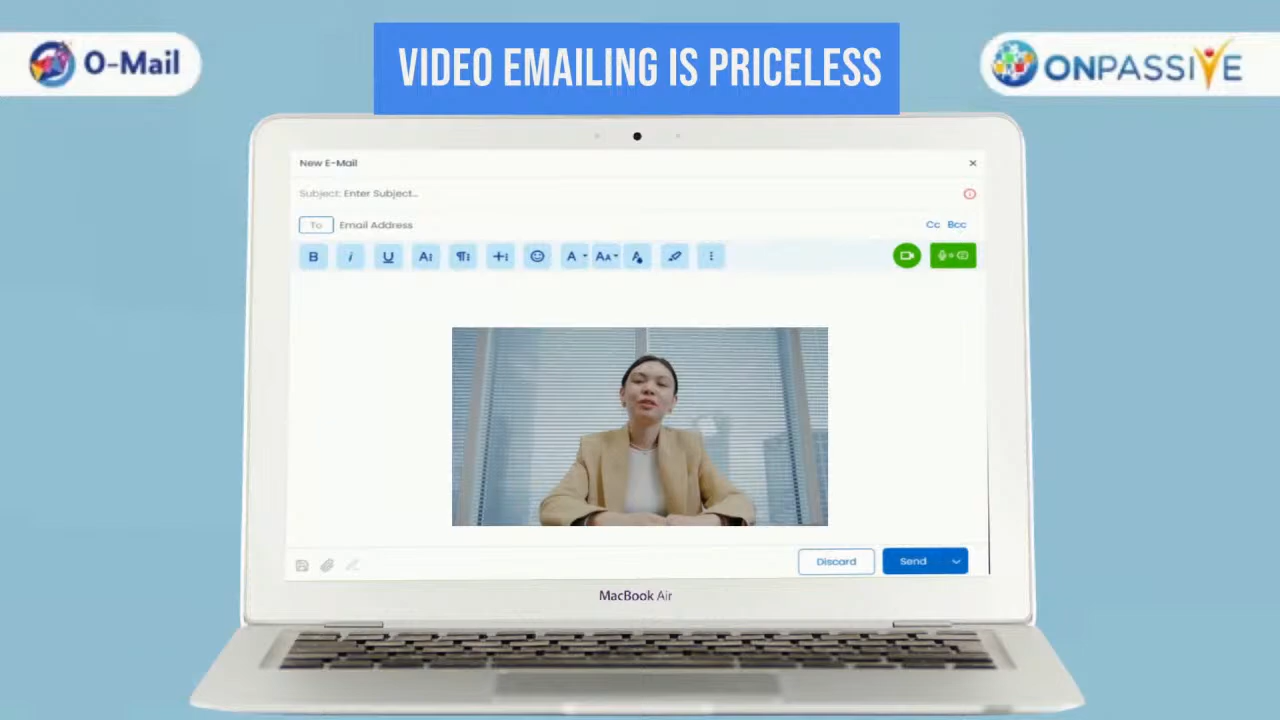 O-Mail
VIDEO EMAILING IS PRICELESS
ONPASSIVE
New E-Mail
Subject: Enter Subject...
To Email Address Cc Bcc
B i U A A AA A
Discard Send
MacBook Air